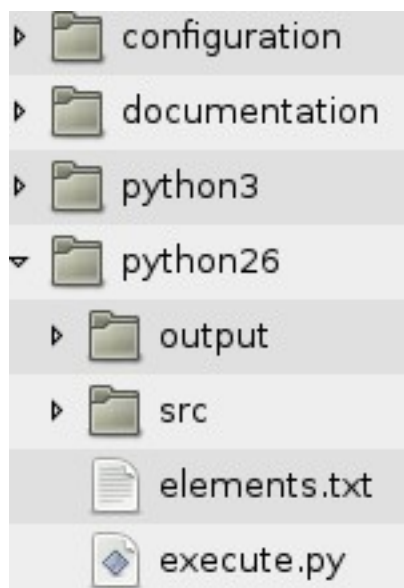 configuration
documentation
python3
python26
output
src
elements.txt
execute.py